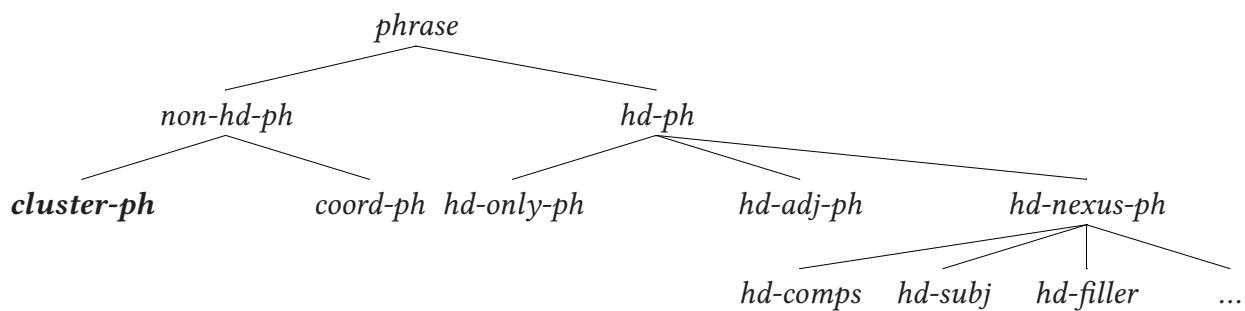 phrase
non-hd-ph hd-ph
cluster-ph coord-ph hd-only-ph hd-adj-ph hd-nexus-ph
hd-comps hd-subj hd-filler ...